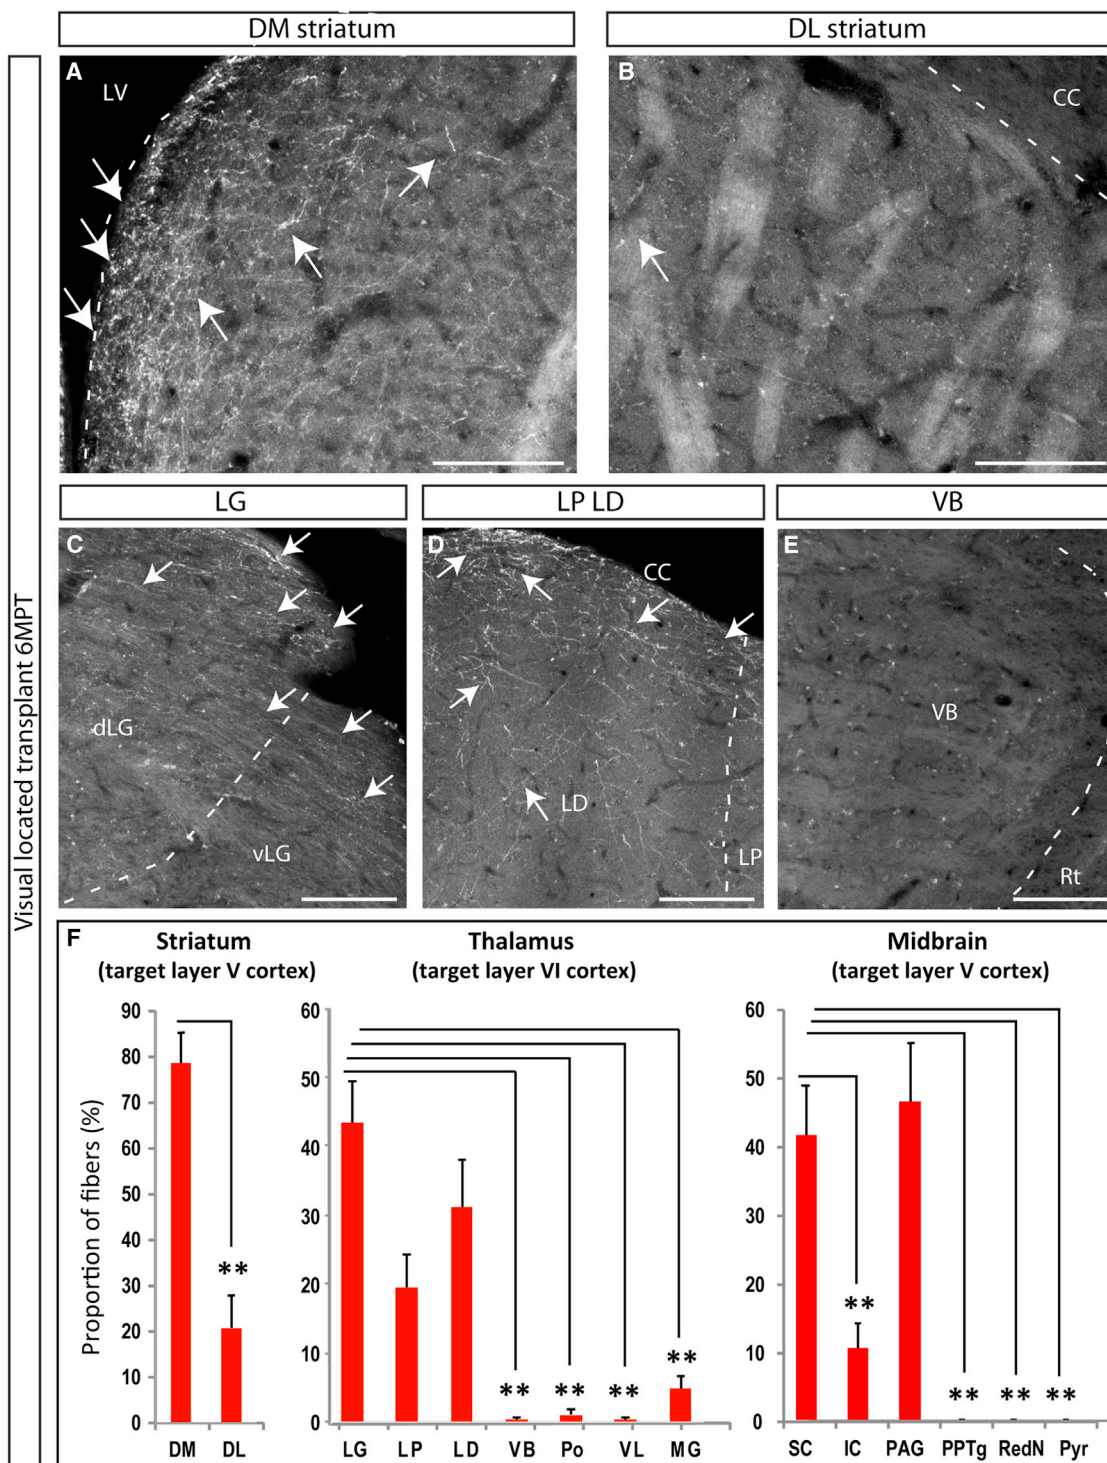 DM striatum
DL striatum
A
LV
B
CC
LG
LP LD
VB
C
dLG
vLG
D
CC
LD
LP
E
VB
Rt
Visual located transplant 6MPT
F
Striatum
(target layer V cortex)
Thalamus
(target layer VI cortex)
Midbrain
(target layer V cortex)
Proportion of fibers (%)
90
80
70
60
50
40
30
20
10
0
**
DM DL
60
50
40
30
20
10
0
** ** ** **
LG LP LD VB Po VL MG
60
50
40
30
20
10
0
** ** ** **
SC IC PAG PPTg RedN Pyr